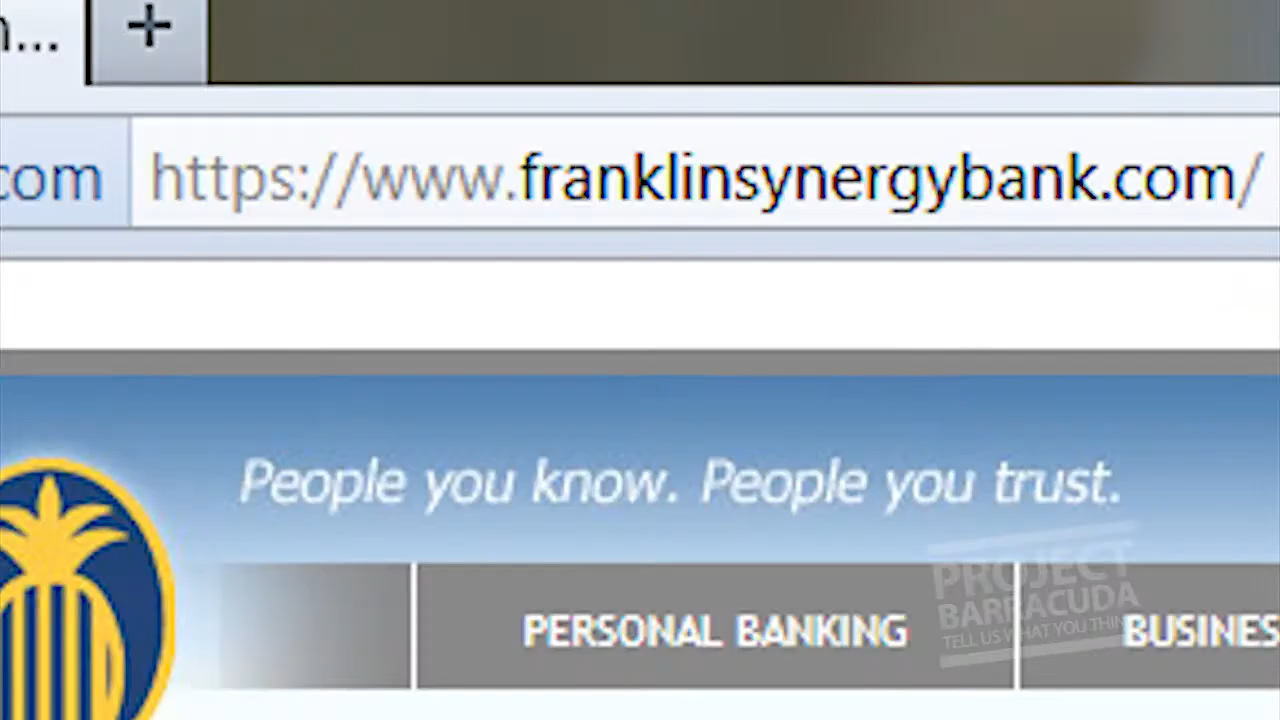 n...
.com
https://www.franklinsynergybank.com/
People you know. People you trust.
PERSONAL BANKING
BUSINES
PROJECT
BARRACUDA
TELL US WHAT YOU THIN